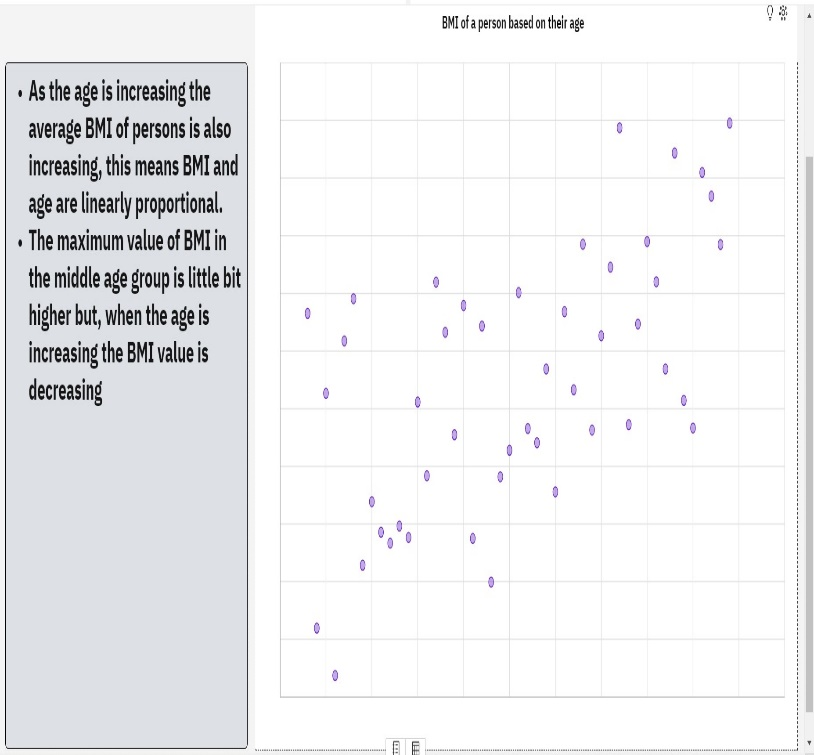 BMI of a person based on their age
• As the age is increasing the
average BMI of persons is also
increasing, this means BMI and
age are linearly proportional.
• The maximum value of BMI in
the middle age group is little bit
higher but, when the age is
increasing the BMI value is
decreasing